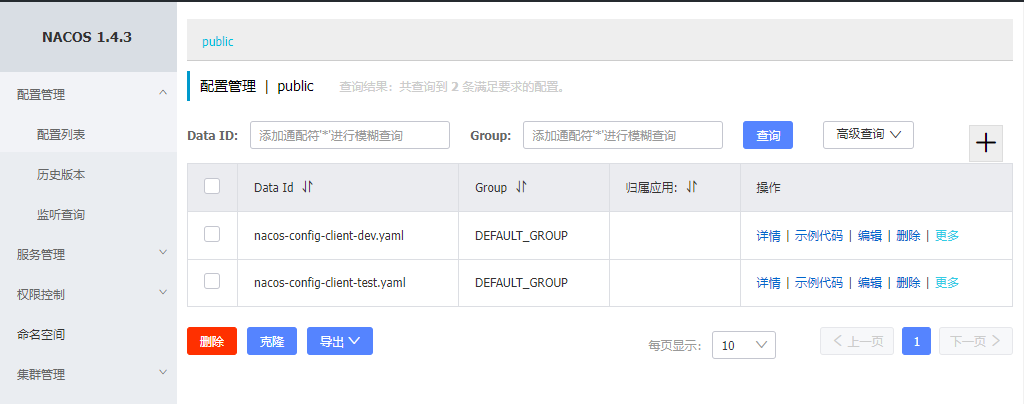 NACOS 1.4.3
配置管理
配置列表
历史版本
监听查询
服务管理
权限控制
命名空间
集群管理
public
配置管理 | public 查询结果：共查询到 2 条满足要求的配置。
Data ID: 添加通配符'*'进行模糊查询 Group: 添加通配符'*'进行模糊查询 查询 高级查询
Data Id Group 归属应用: 操作
nacos-config-client-dev.yaml DEFAULT_GROUP 详情 | 示例代码 | 编辑 | 删除 | 更多
nacos-config-client-test.yaml DEFAULT_GROUP 详情 | 示例代码 | 编辑 | 删除 | 更多
删除 克隆 导出 每页显示: 10 上一页 1 下一页